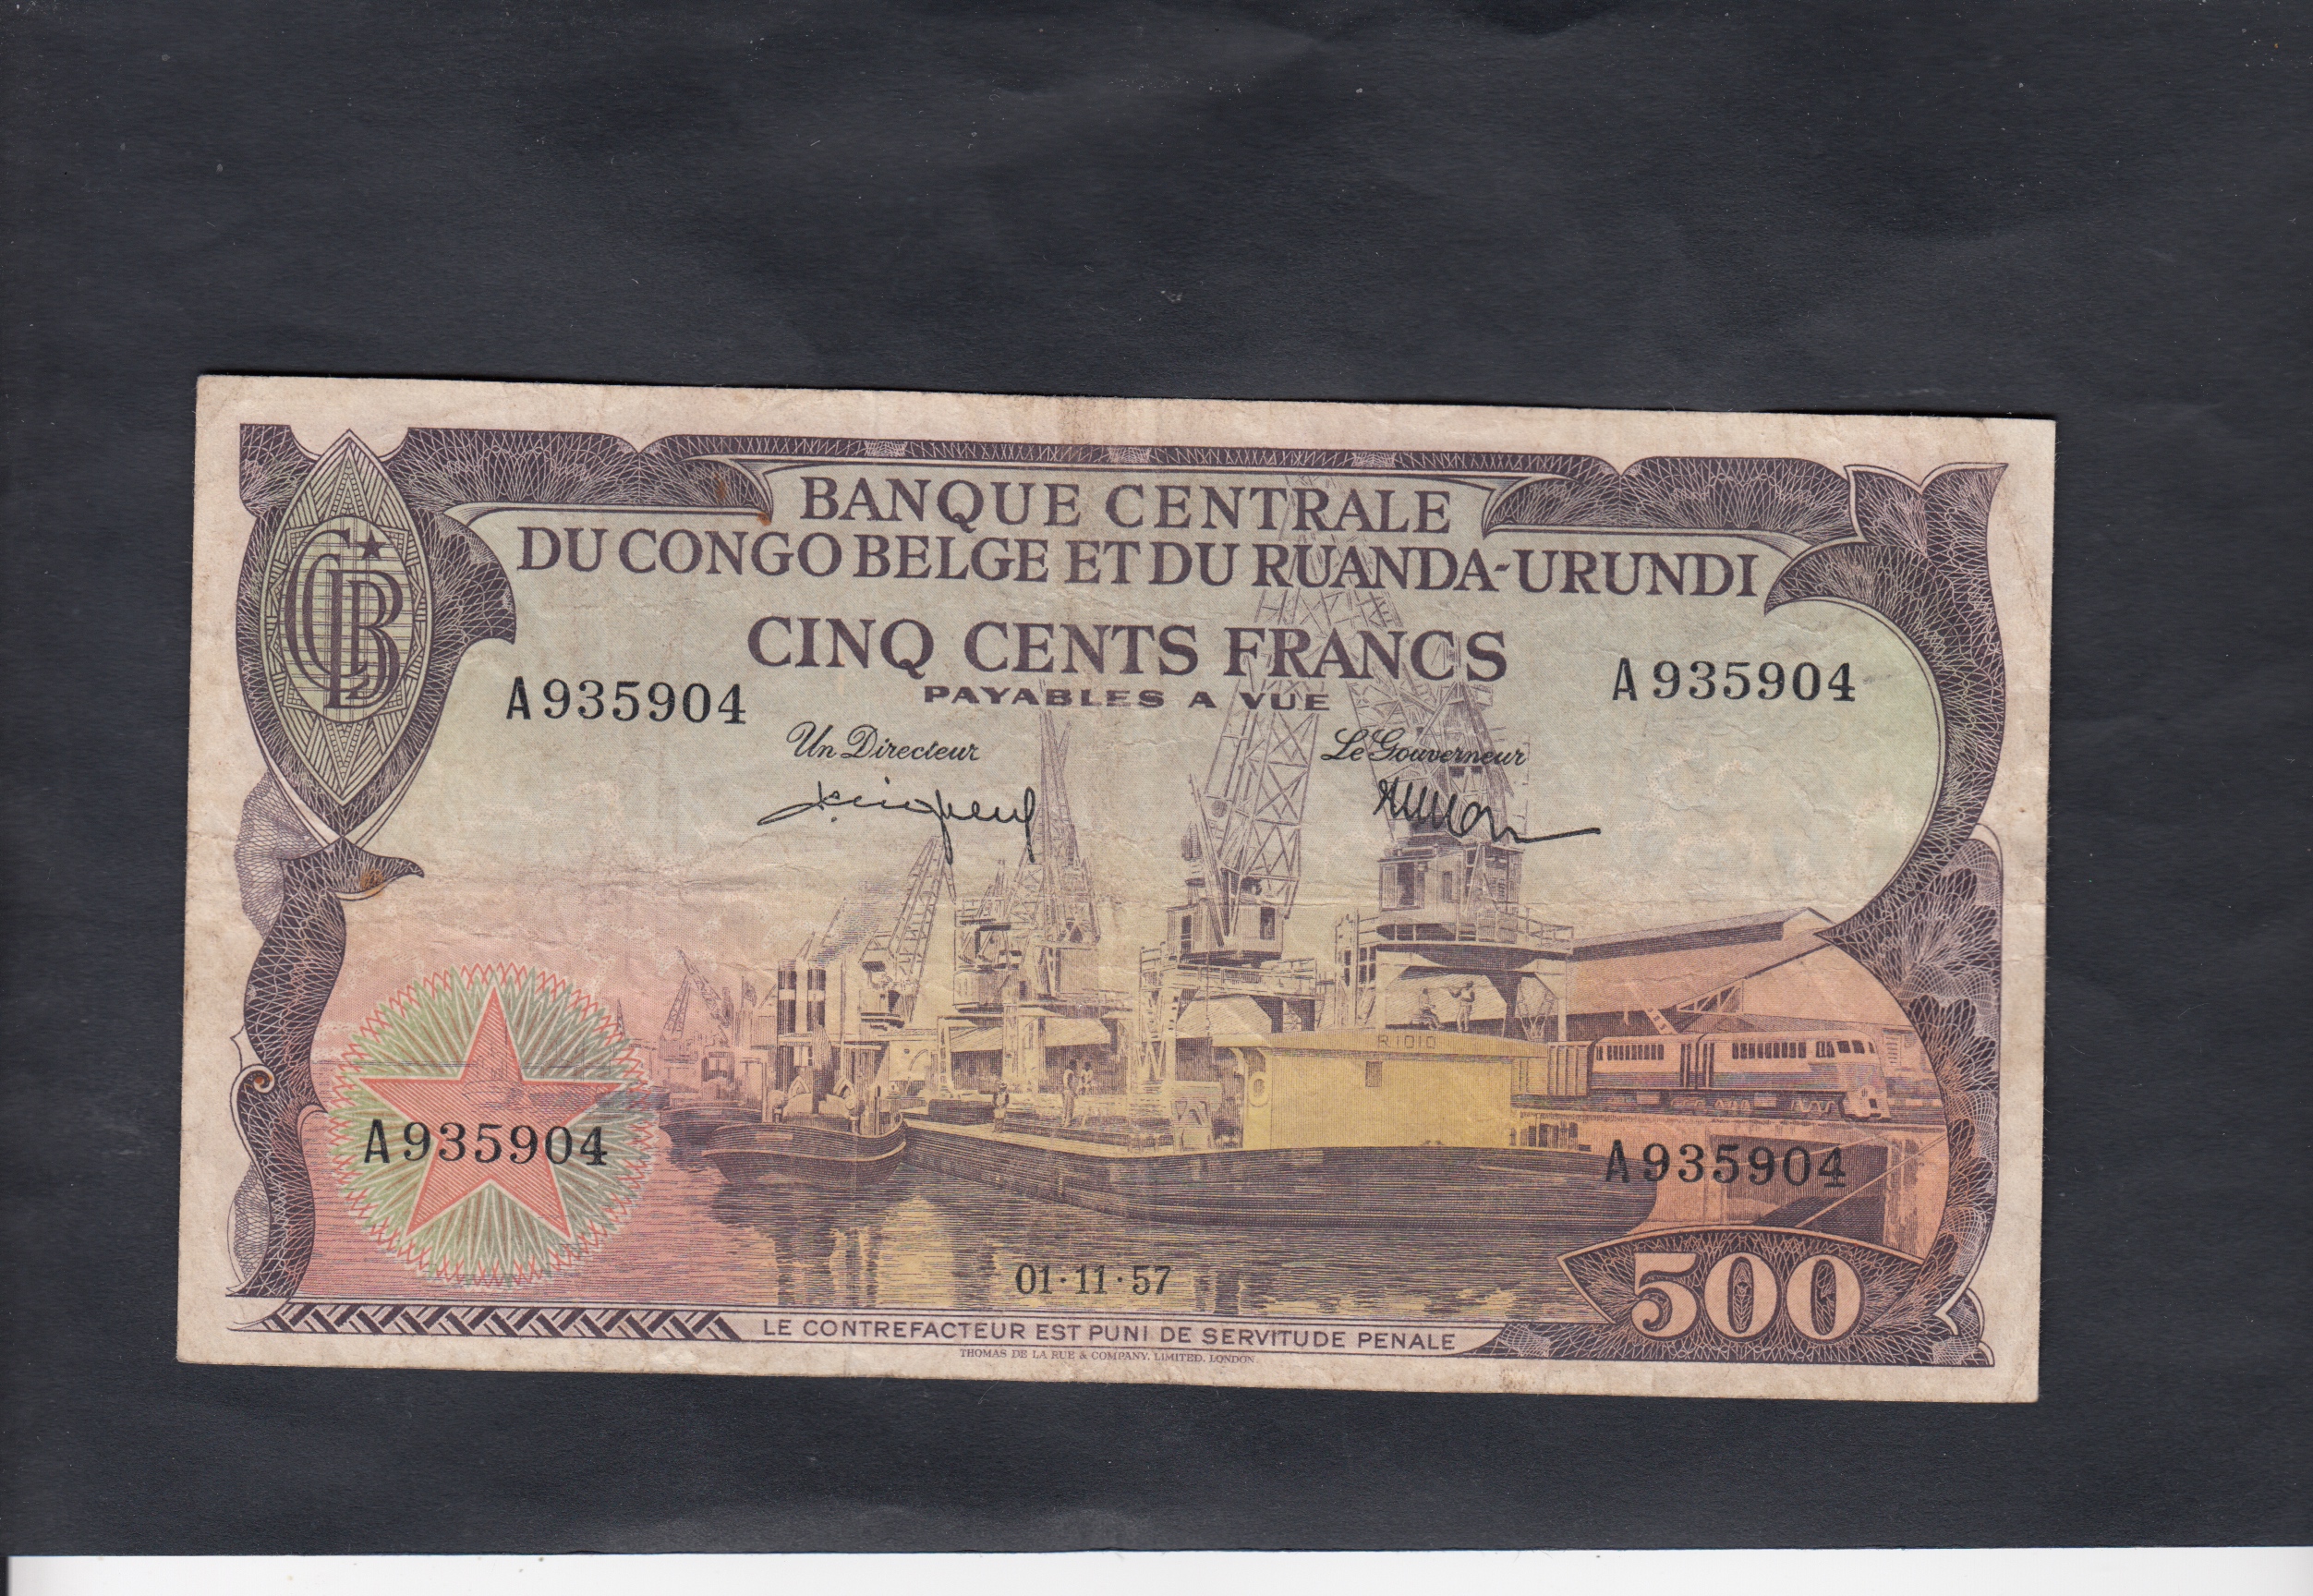 BANQUE CENTRALE
DU CONGO BELGE ET DU RUANDA-URUNDI
CINQ CENTS FRANCS
PAYABLES A VUE
A935904
A935904
Un Directeur
Le Gouverneur
R1010
A935904
A935904
01·11·57
500
LE CONTREFACTEUR EST PUNI DE SERVITUDE PENALE
THOMAS DE LA RUE & COMPANY, LIMITED, LONDON.